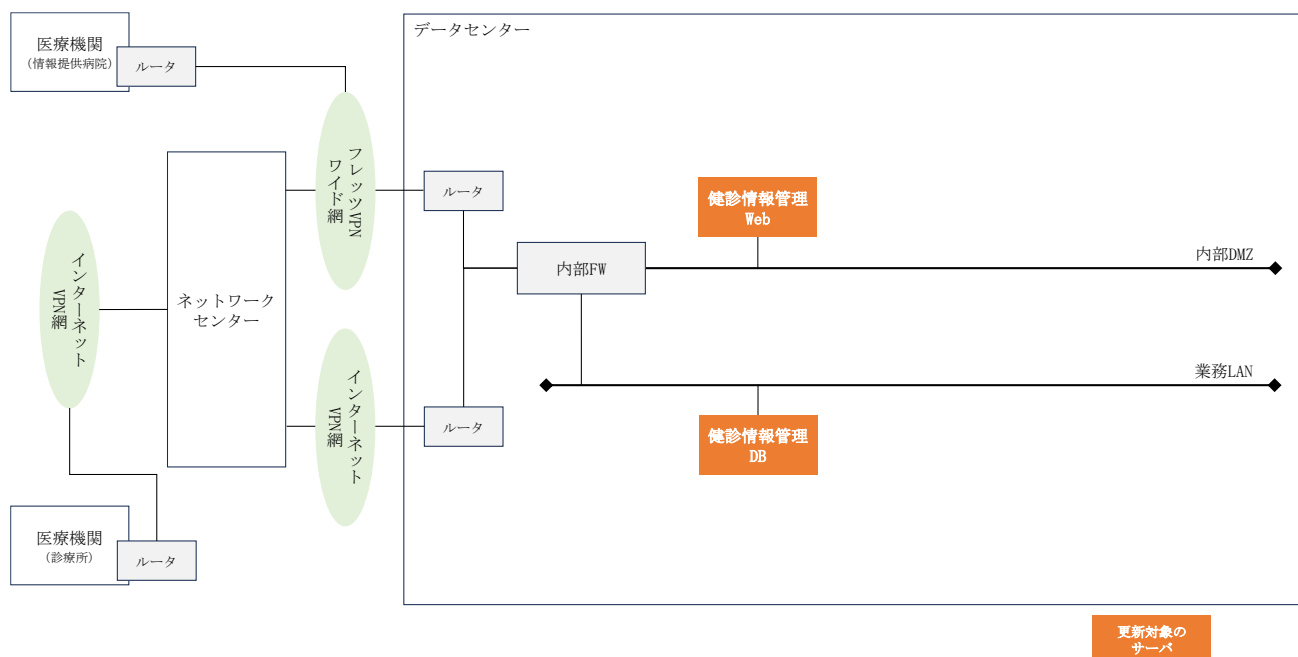 データセンター
医療機関
(情報提供病院)
ルータ
フレッツVPN
ワイド網
ルータ
健診情報管理
Web
内部FW
内部DMZ
インターネット
VPN網
ネットワーク
センター
業務LAN
インターネット
VPN網
ルータ
健診情報管理
DB
医療機関
(診療所)
ルータ
更新対象の
サーバ